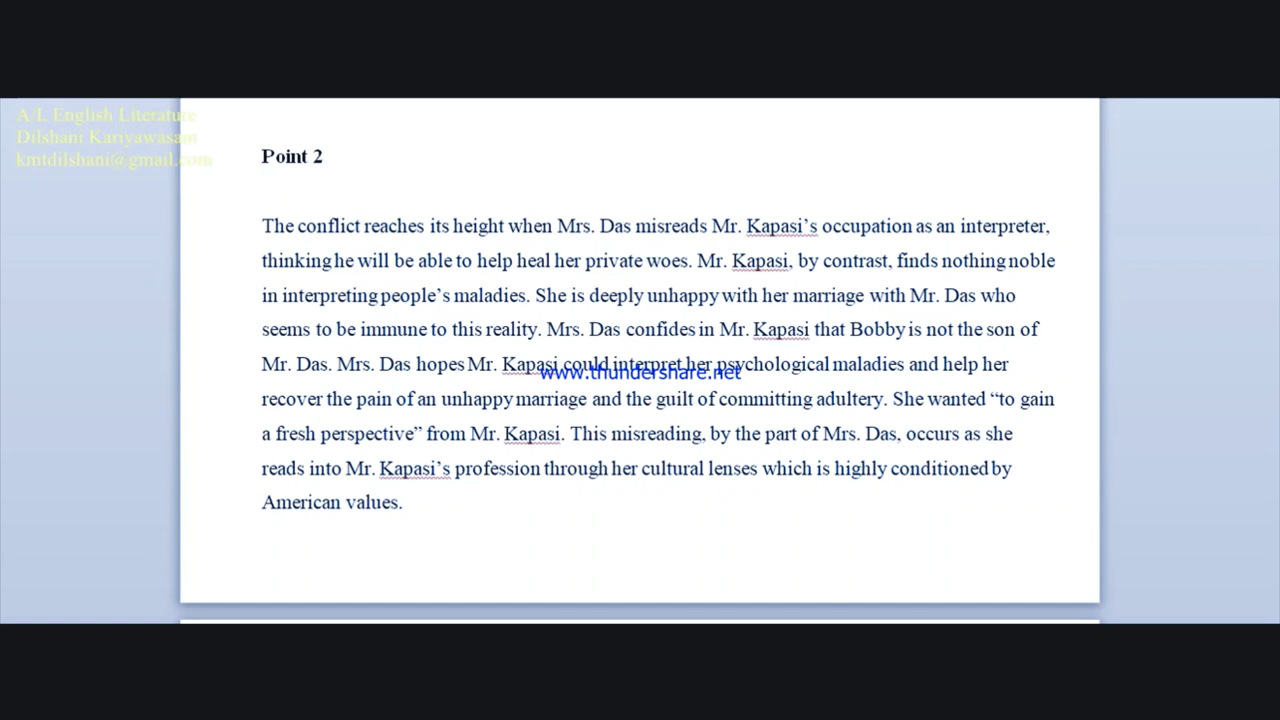 A/L English Literature
Dilshani Kariyawasam
kmtdilshani@gmail.com
Point 2
The conflict reaches its height when Mrs. Das misreads Mr. Kapasi’s occupation as an interpreter,
thinking he will be able to help heal her private woes. Mr. Kapasi, by contrast, finds nothing noble
in interpreting people’s maladies. She is deeply unhappy with her marriage with Mr. Das who
seems to be immune to this reality. Mrs. Das confides in Mr. Kapasi that Bobby is not the son of
Mr. Das. Mrs. Das hopes Mr. Kapasi could interpret her psychological maladies and help her
www.thundershare.net
recover the pain of an unhappy marriage and the guilt of committing adultery. She wanted “to gain
a fresh perspective” from Mr. Kapasi. This misreading, by the part of Mrs. Das, occurs as she
reads into Mr. Kapasi’s profession through her cultural lenses which is highly conditioned by
American values.